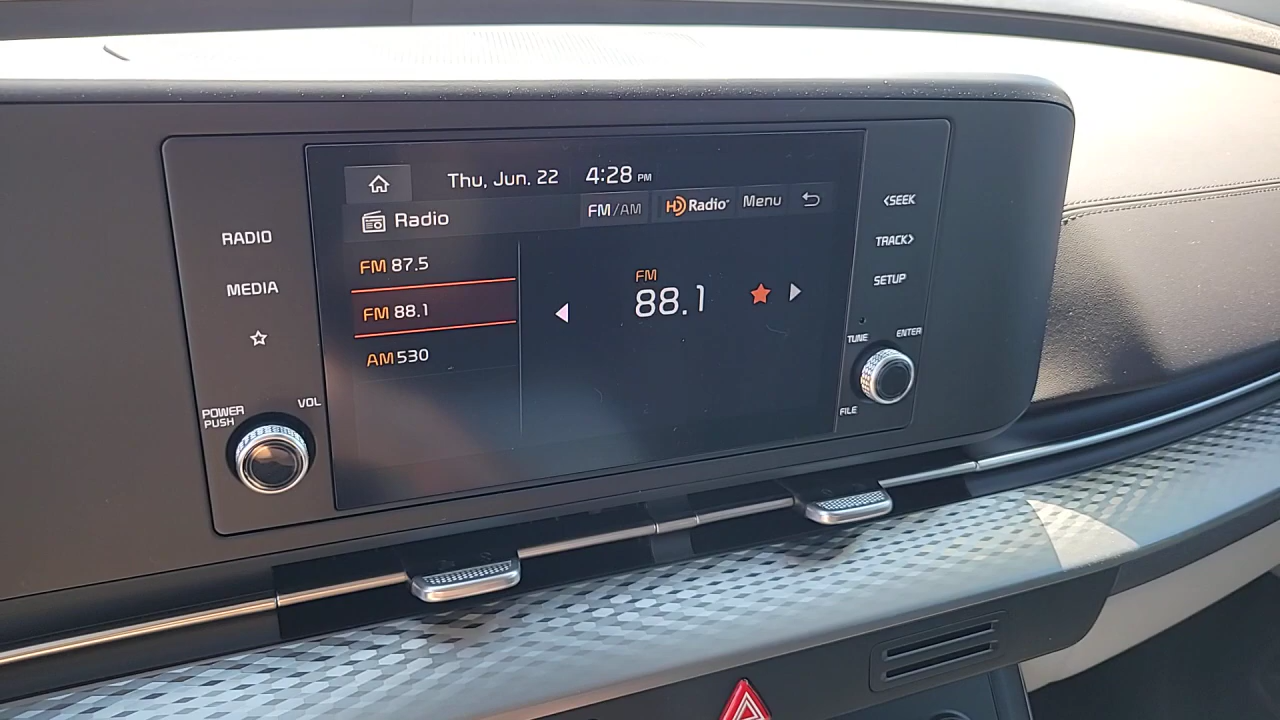 Thu, Jun. 22 4:28 PM
Radio FM/AM HD Radio Menu
FM 87.5
FM 88.1
AM 530
FM
88.1
RADIO
MEDIA
POWER
PUSH
VOL
<SEEK
TRACK>
SETUP
TUNE
ENTER
FILE